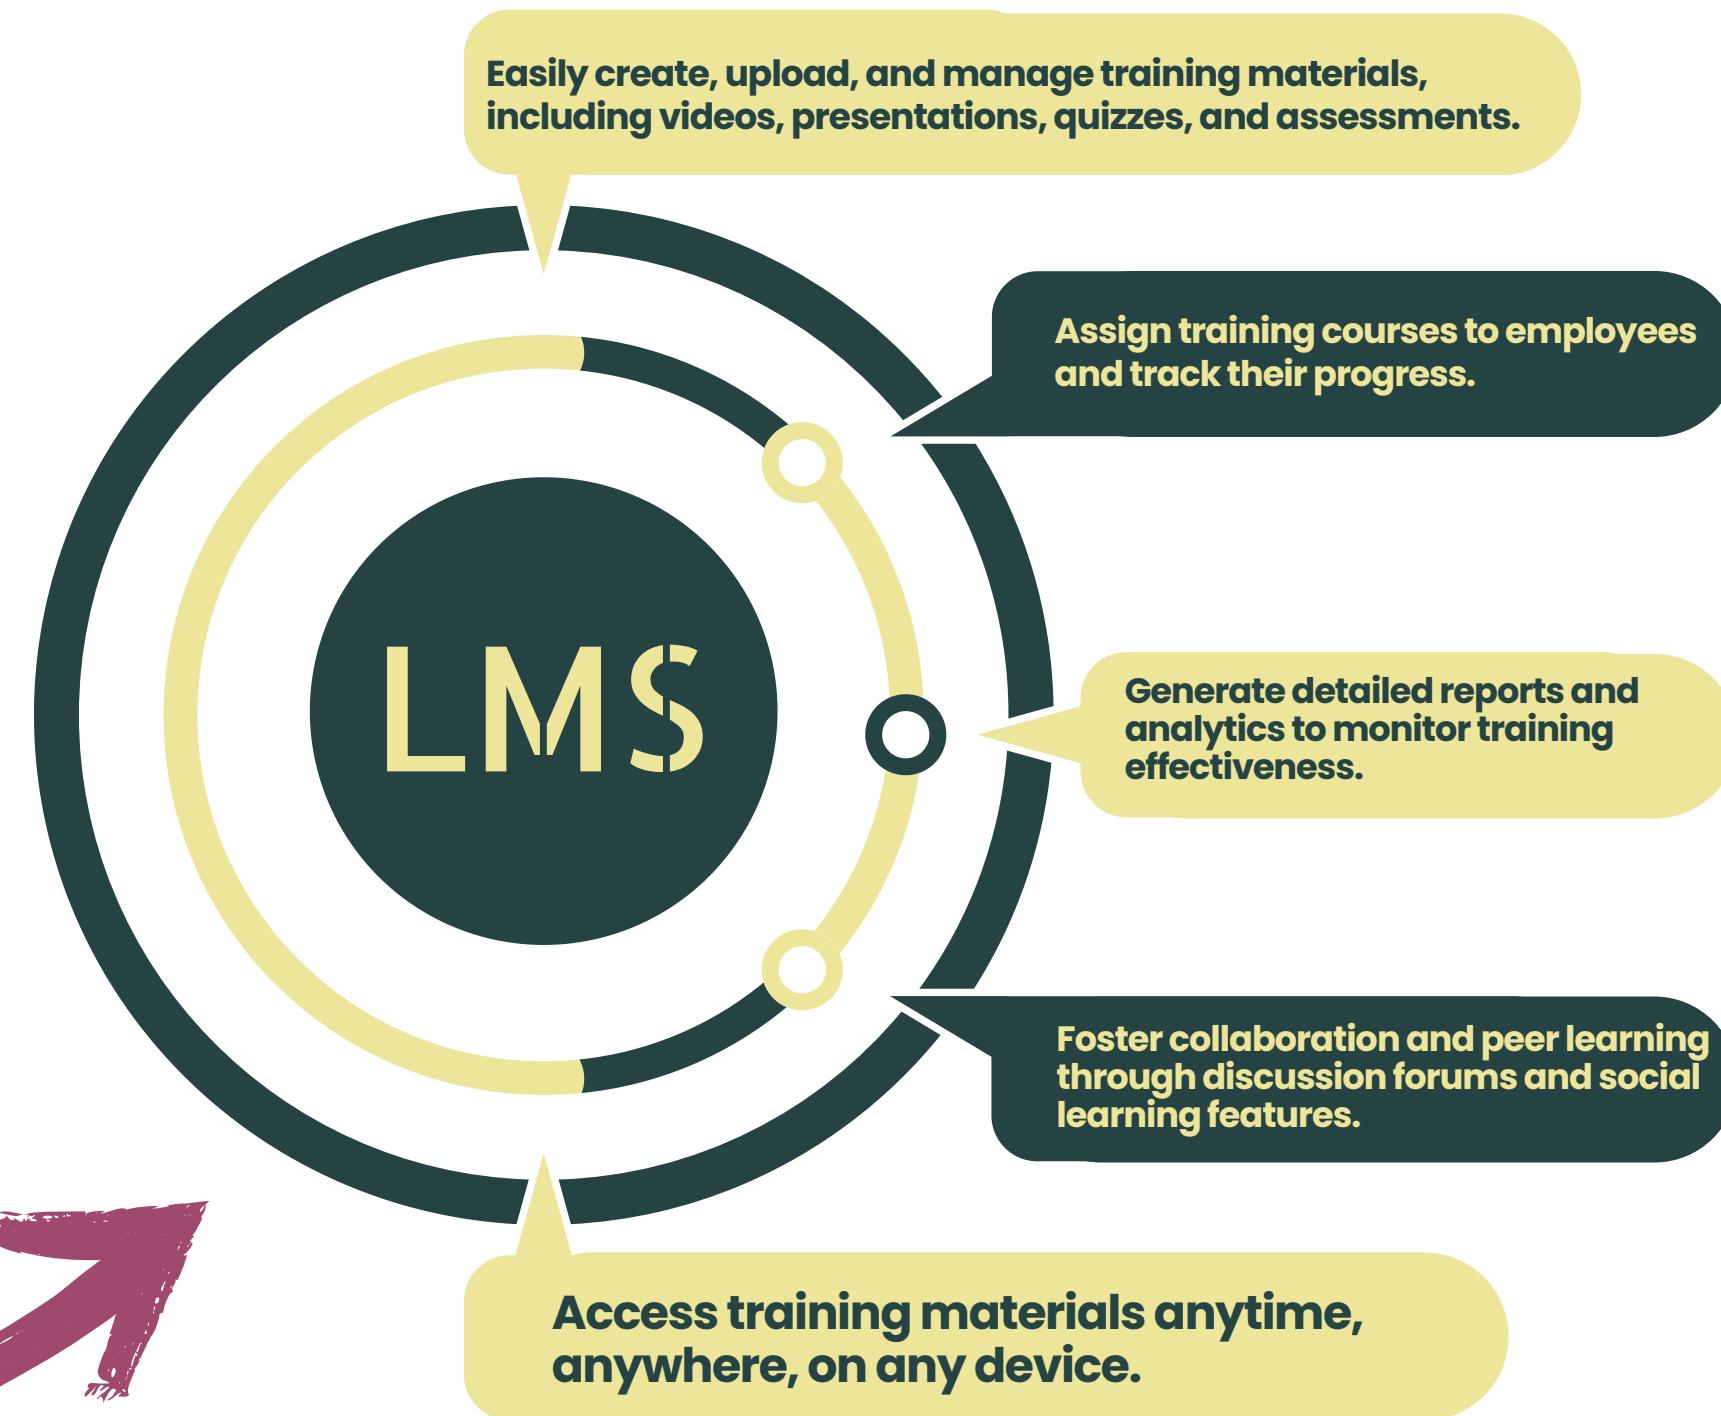 Easily create, upload, and manage training materials,
including videos, presentations, quizzes, and assessments.
Assign training courses to employees
and track their progress.
LMS
Generate detailed reports and
analytics to monitor training
effectiveness.
Foster collaboration and peer learning
through discussion forums and social
learning features.
Access training materials anytime,
anywhere, on any device.